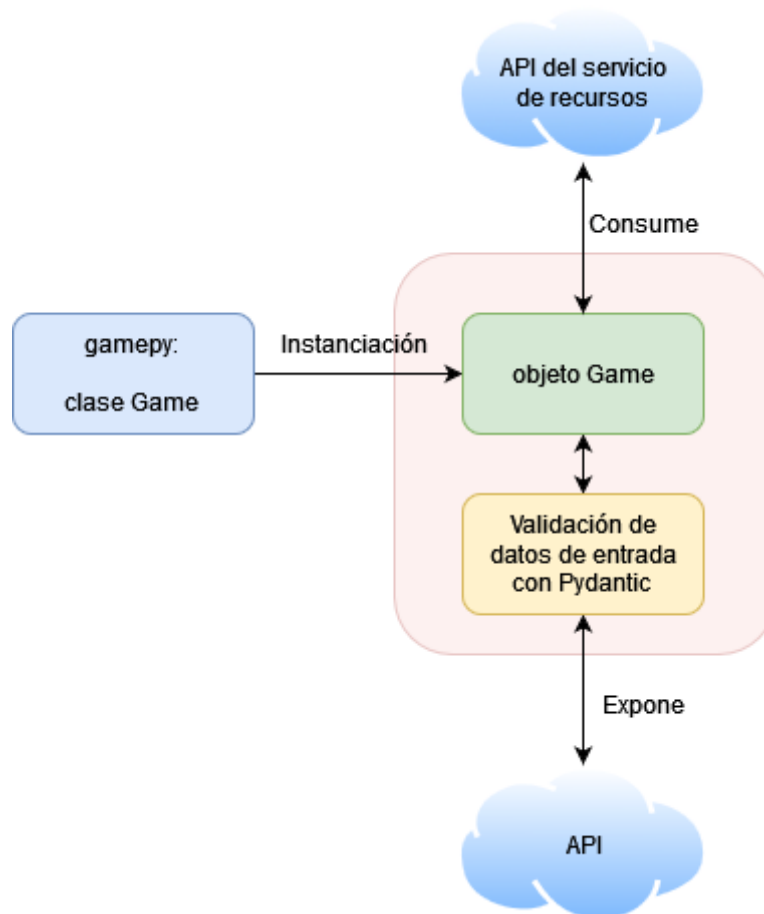 API del servicio
de recursos
Consume
gamepy:
clase Game
Instanciación
objeto Game
Validación de
datos de entrada
con Pydantic
Expone
API